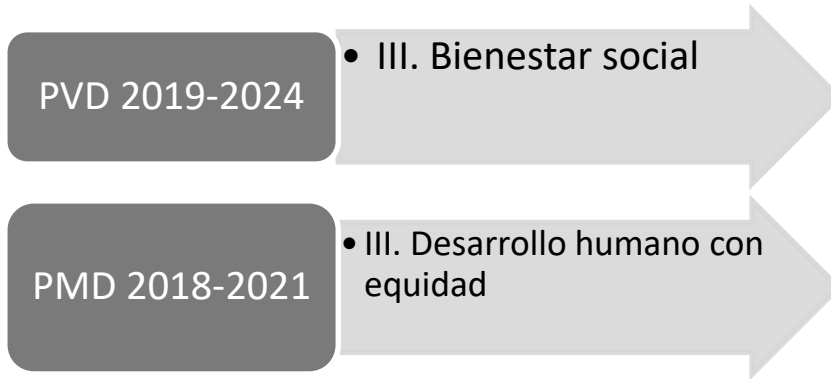 PVD 2019-2024
• III. Bienestar social
PMD 2018-2021
• III. Desarrollo humano con
equidad